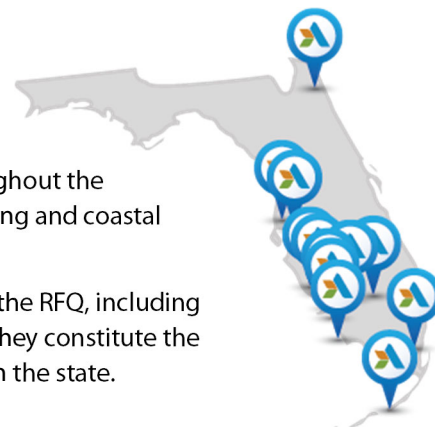 ghout the
ng and coastal
the RFQ, including
hey constitute the
n the state.